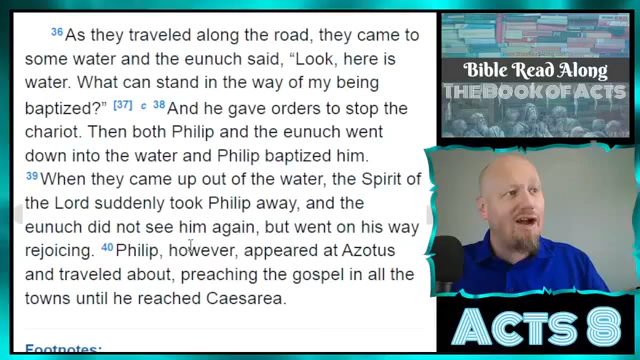 36As they traveled along the road, they came to
some water and the eunuch said, “Look, here is
water. What can stand in the way of my being
baptized?” [37] c 38 And he gave orders to stop the
chariot. Then both Philip and the eunuch went
down into the water and Philip baptized him.
39 When they came up out of the water, the Spirit of
the Lord suddenly took Philip away, and the
eunuch did not see him again, but went on his way
rejoicing. 40 Philip, however, appeared at Azotus
and traveled about, preaching the gospel in all the
towns until he reached Caesarea.
Footnotes:
Bible Read Along
The Book of Acts
Acts 8